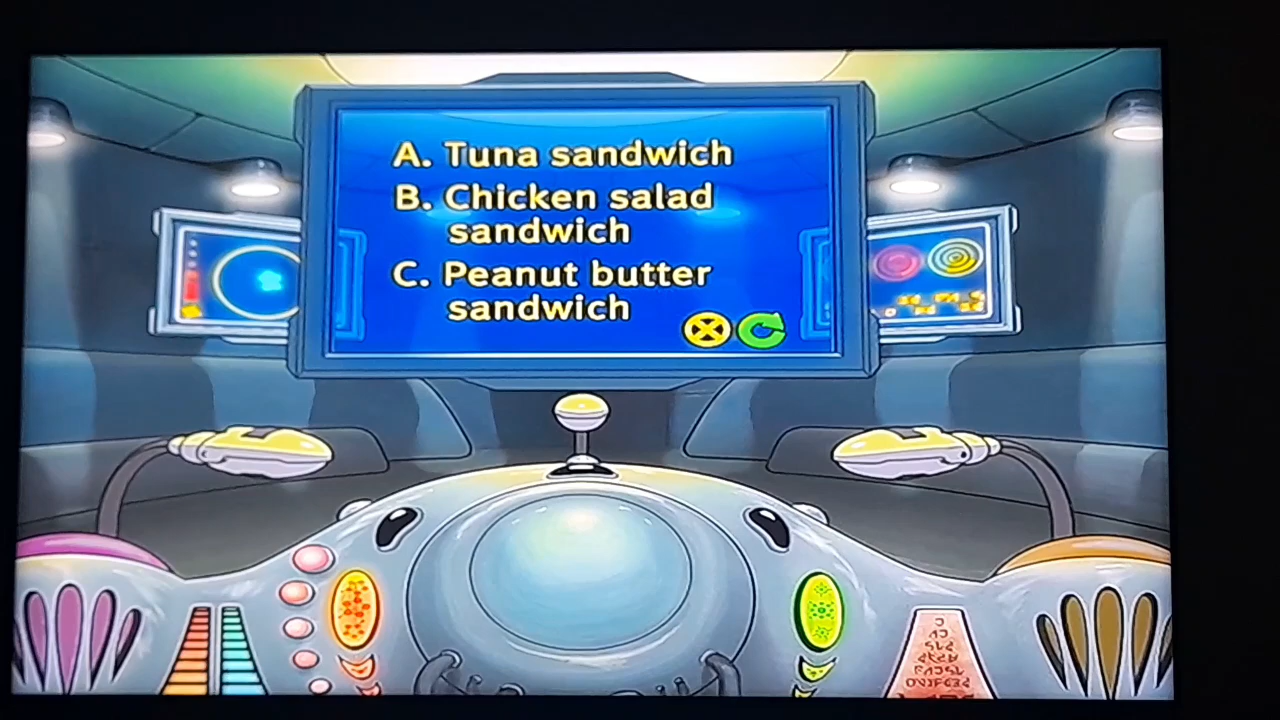 A. Tuna sandwich
B. Chicken salad
sandwich
C. Peanut butter
sandwich